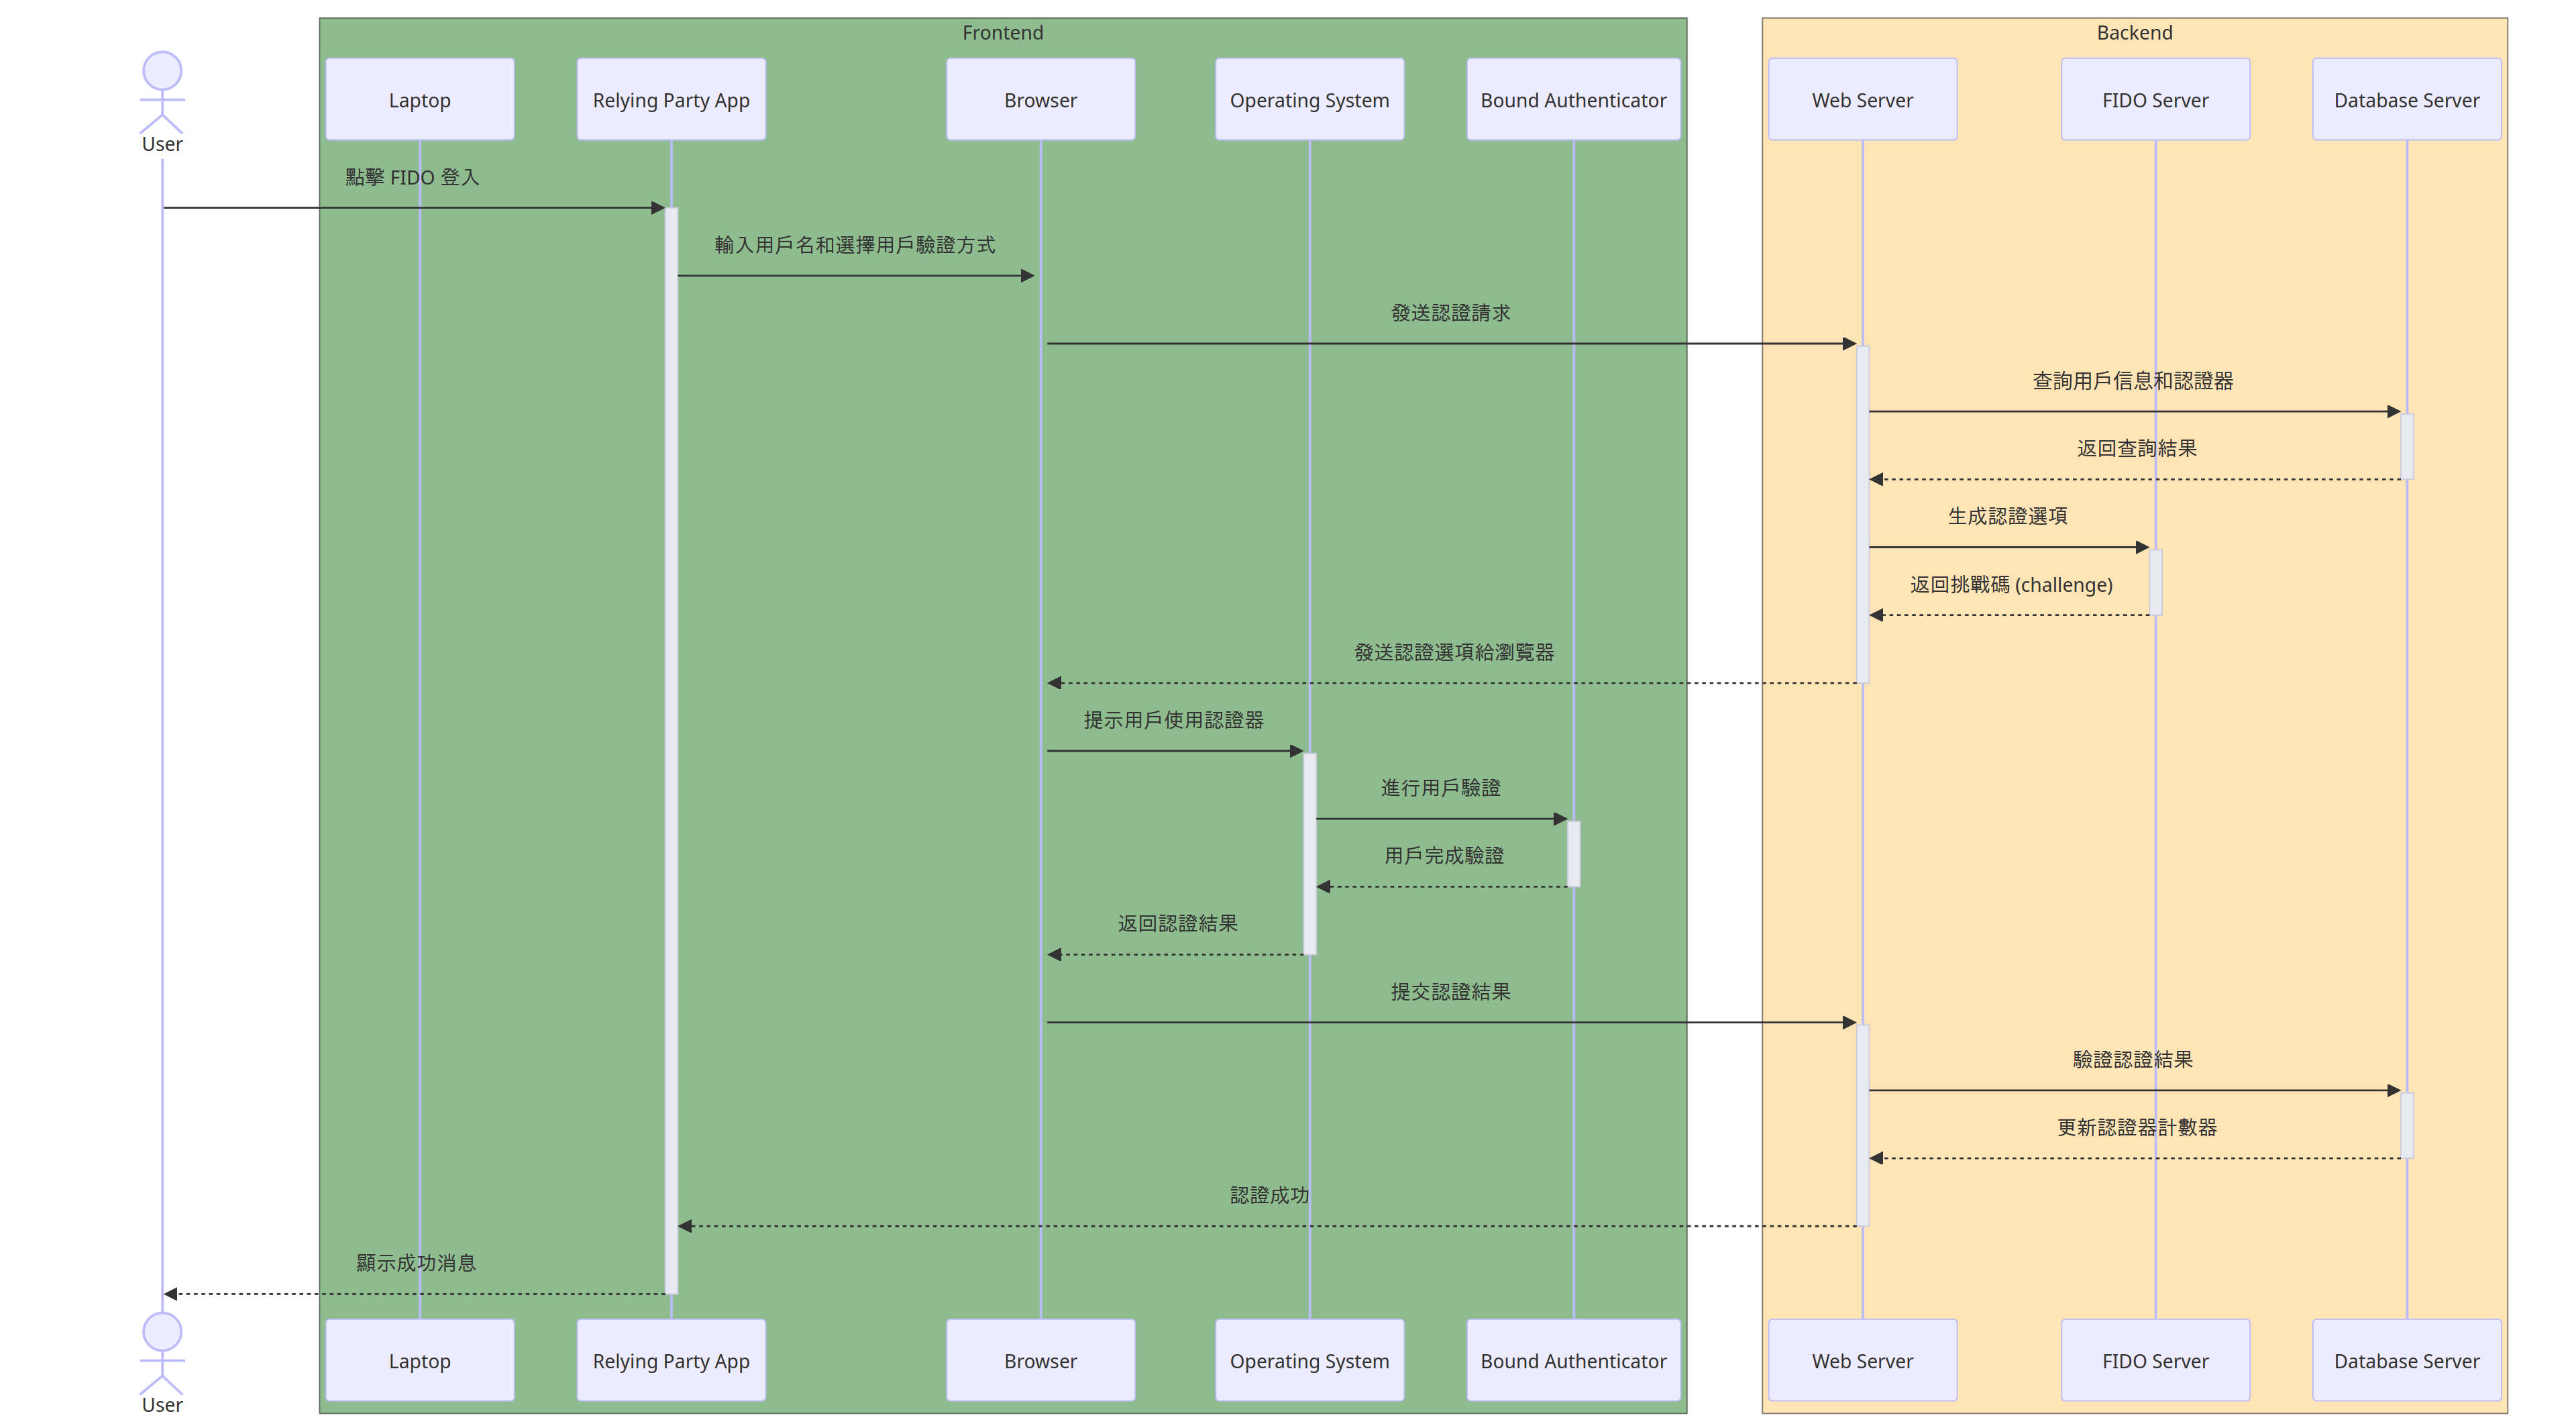 Frontend
Backend
User
Laptop
Relying Party App
Browser
Operating System
Bound Authenticator
Web Server
FIDO Server
Database Server
點擊 FIDO 登入
輸入用戶名和選擇用戶驗證方式
發送認證請求
查詢用戶信息和認證器
返回查詢結果
生成認證選項
返回挑戰碼 (challenge)
發送認證選項給瀏覽器
提示用戶使用認證器
進行用戶驗證
用戶完成驗證
返回認證結果
提交認證結果
驗證認證結果
更新認證器計數器
認證成功
顯示成功消息
User
Laptop
Relying Party App
Browser
Operating System
Bound Authenticator
Web Server
FIDO Server
Database Server